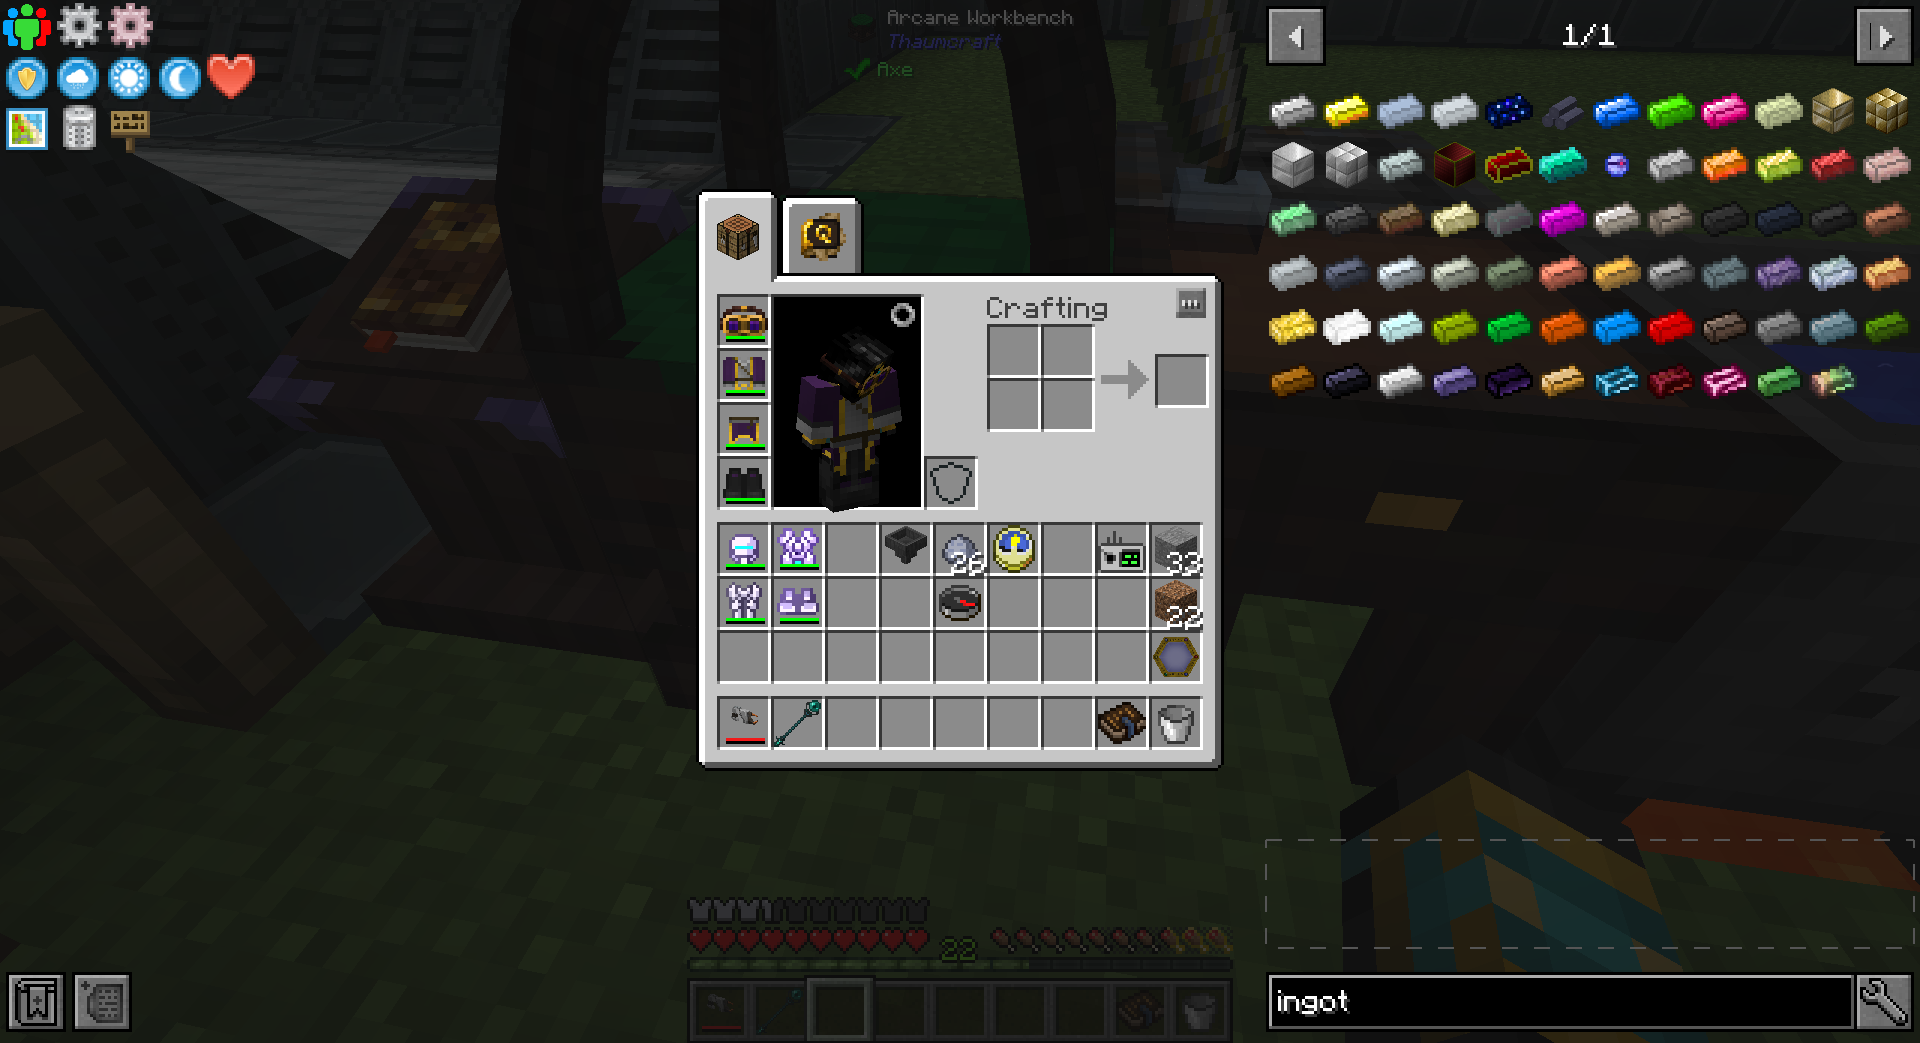 Arcane Workbench
Thaumcraft
Axe
1/1
Q
Crafting
26
33
22
22
ingot